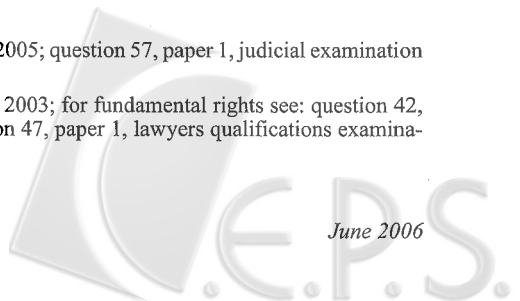 2005; question 57, paper 1, judicial examination
2003; for fundamental rights see: question 42,
on 47, paper 1, lawyers qualifications examina-
June 2006
C.E.P.S.